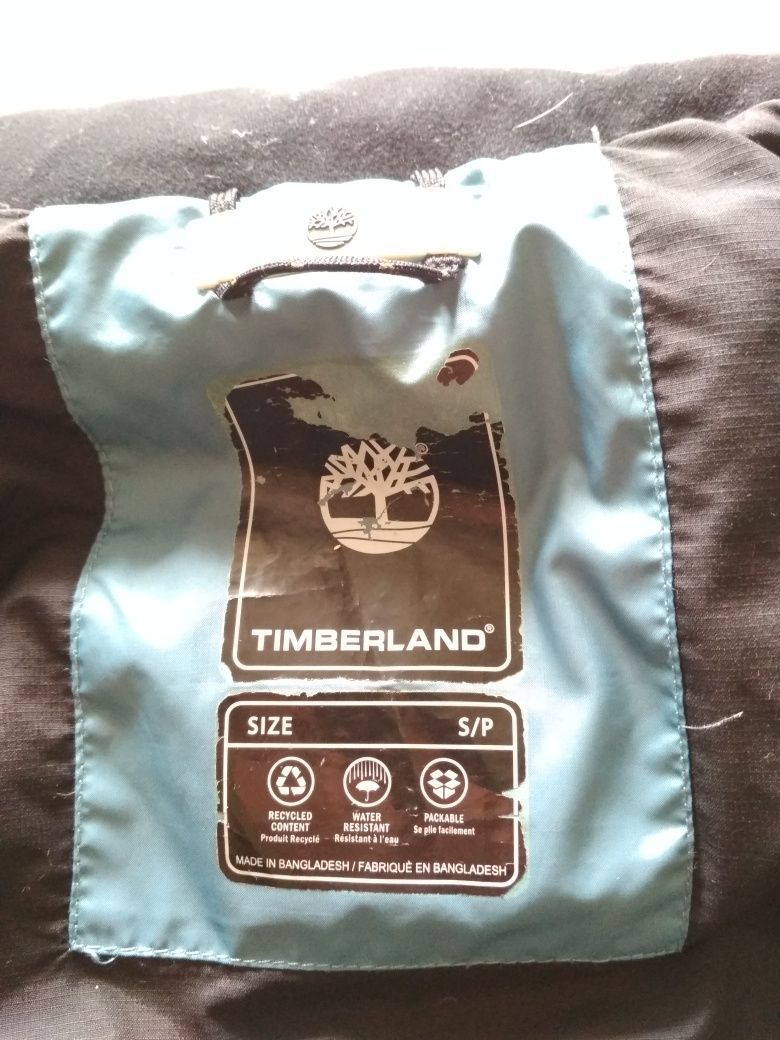 ®
TIMBERLAND®
SIZE S/P
RECYCLED CONTENT
Produit Recyclé
WATER RESISTANT
Résistant à l'eau
PACKABLE
Se plie facilement
MADE IN BANGLADESH / FABRIQUÉ EN BANGLADESH